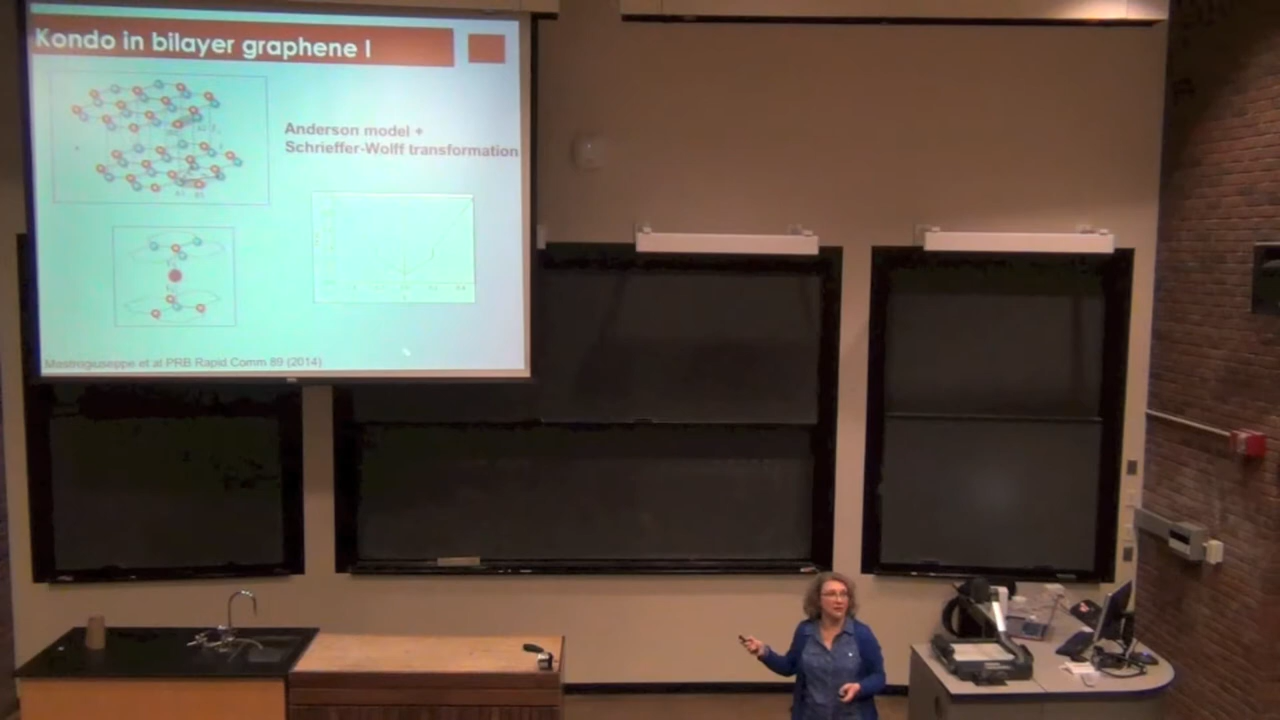 Kondo in bilayer graphene I
Anderson model +
Schrieffer-Wolff transformation
Mastrogiuseppe et al PRB Rapid Comm 89 (2014)